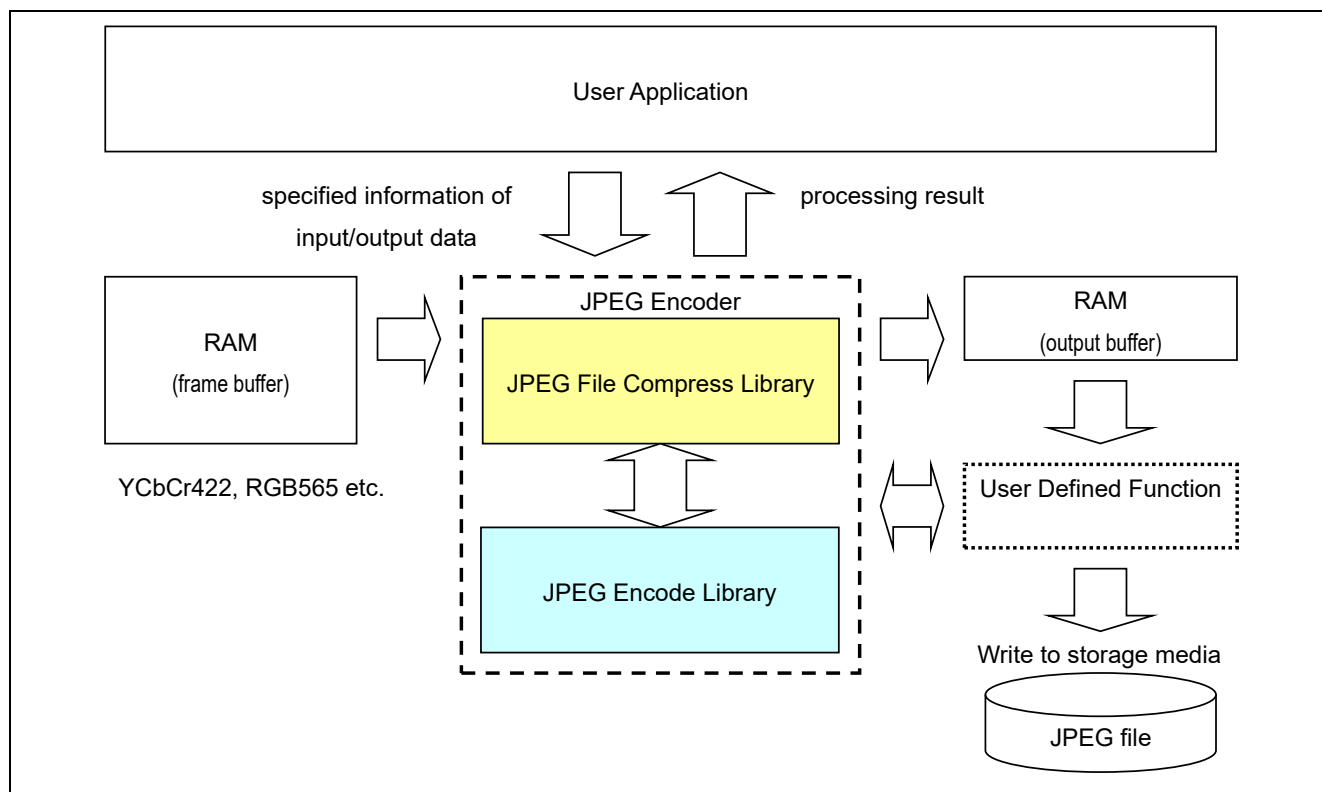 User Application
specified information of
input/output data
processing result
RAM
(frame buffer)
YCbCr422, RGB565 etc.
JPEG Encoder
JPEG File Compress Library
JPEG Encode Library
RAM
(output buffer)
User Defined Function
Write to storage media
JPEG file